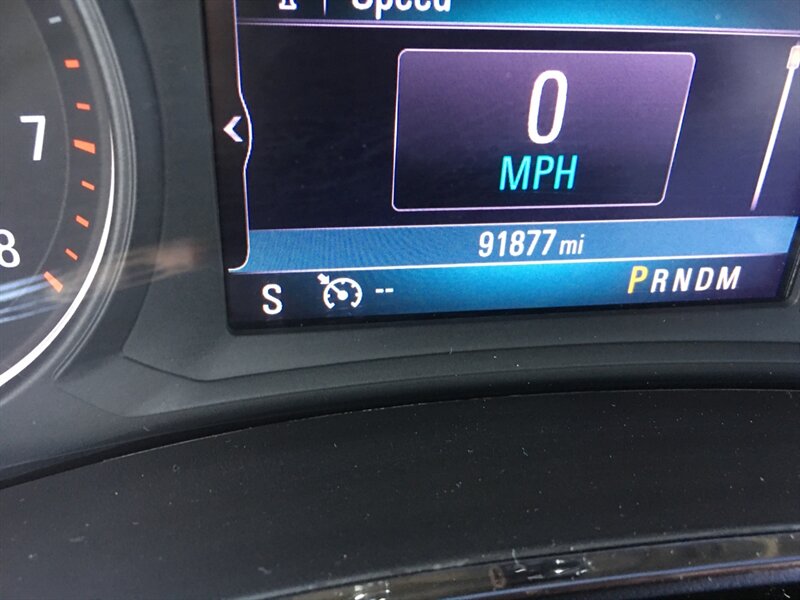 Speed
7
0
MPH
8
91877 mi
S -- PRNDM